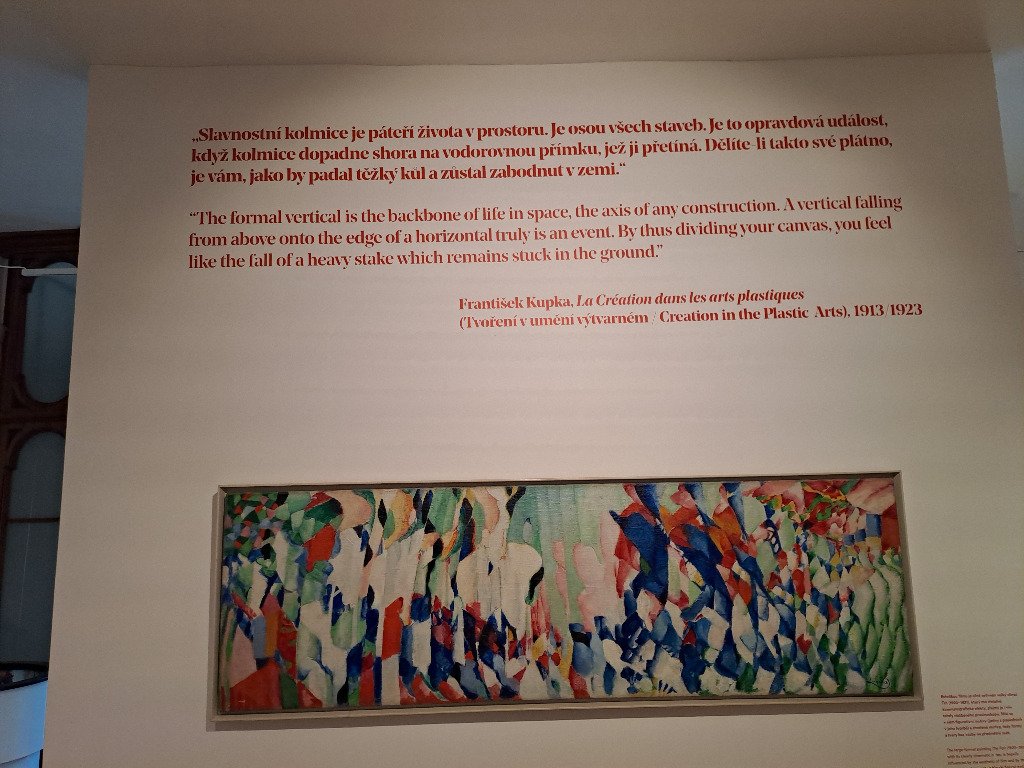 „Slavnostní kolmice je páteří života v prostoru. Je osou všech staveb. Je to opravdová událost,
když kolmice dopadne shora na vodorovnou přímku, jež ji přetíná. Dělíte-li takto své plátno,
je vám, jako by padal těžký kůl a zůstal zabodnut v zemi.“
“The formal vertical is the backbone of life in space, the axis of any construction. A vertical falling
from above onto the edge of a horizontal truly is an event. By thus dividing your canvas, you feel
like the fall of a heavy stake which remains stuck in the ground.”
František Kupka, La Création dans les arts plastiques
(Tvoření v umění výtvarném / Creation in the Plastic Arts), 1913/1923